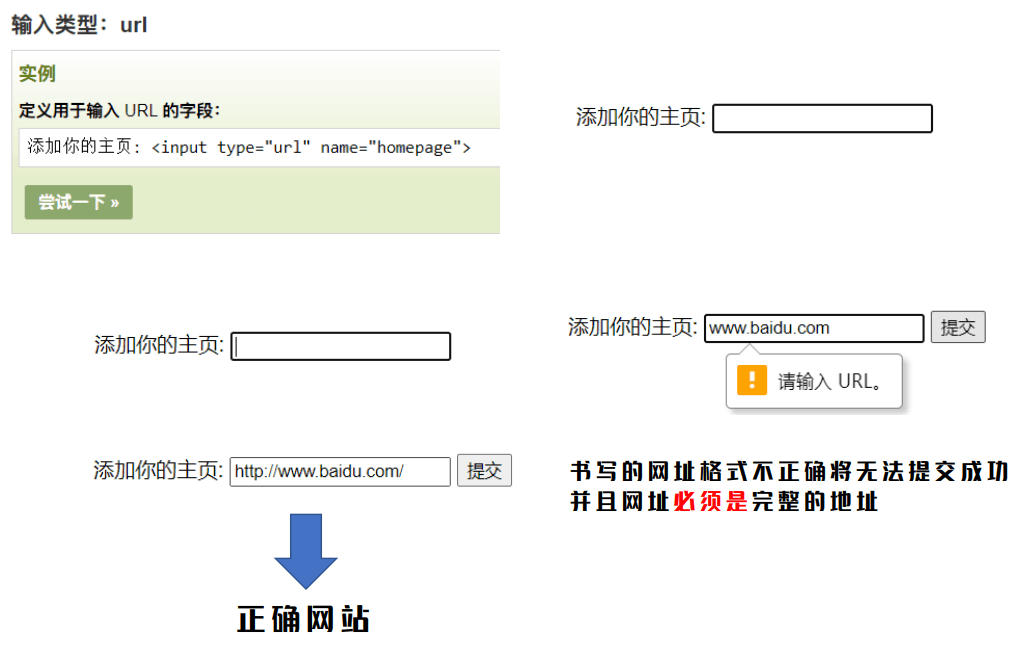 输入类型：url
实例
定义用于输入 URL 的字段：
添加你的主页: <input type="url" name="homepage">
尝试一下 »
添加你的主页:
添加你的主页:
添加你的主页: www.baidu.com 提交
请输入 URL。
添加你的主页: http://www.baidu.com/ 提交
书写的网址格式不正确将无法提交成功
并且网址必须是完整的地址
正确网站